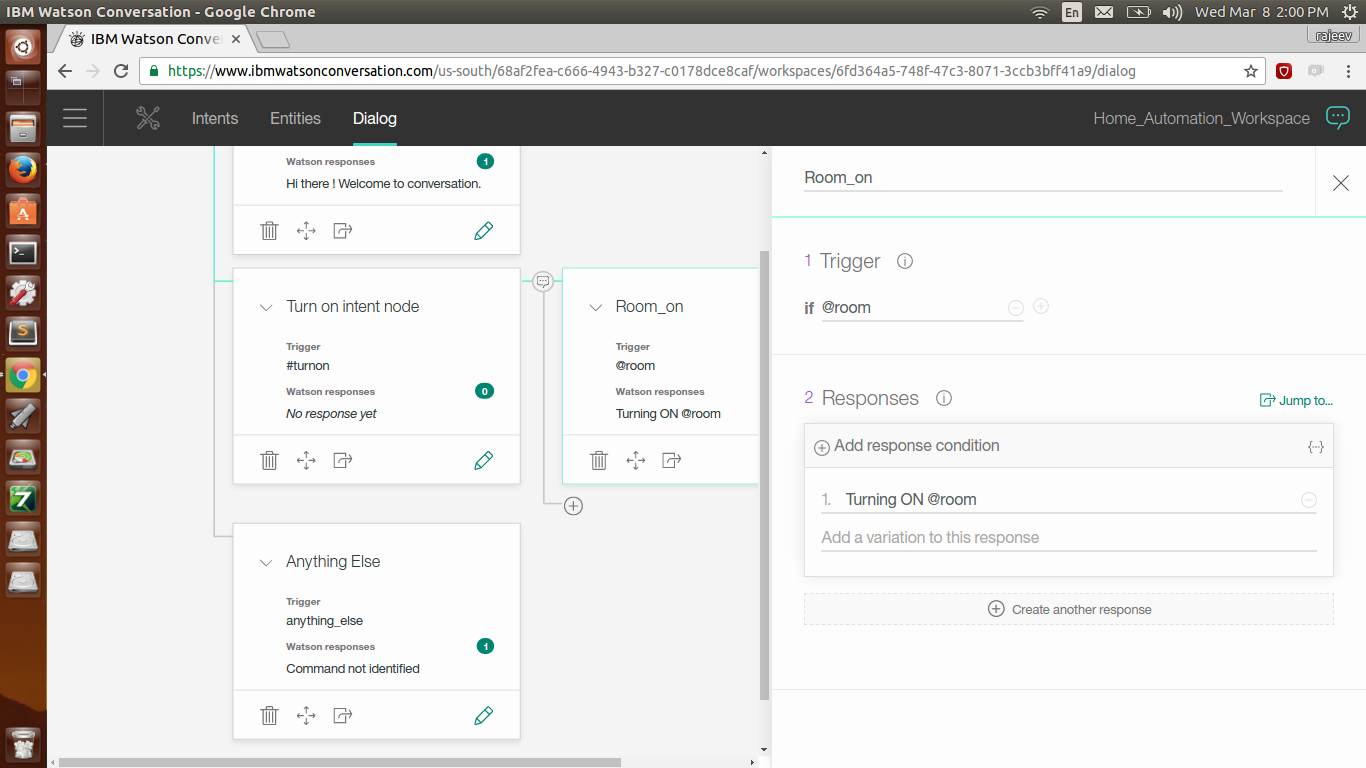 IBM Watson Conversation - Google Chrome
En
Wed Mar 8 2:00 PM
IBM Watson Conve
rajeev
https://www.ibmwatsonconversation.com/us-south/68af2fea-c666-4943-b327-c0178dce8caf/workspaces/6fd364a5-748f-47c3-8071-3ccb3bff41a9/dialog
Intents
Entities
Dialog
Home_Automation_Workspace
Watson responses
1
Hi there ! Welcome to conversation.
Turn on intent node
Trigger
#turnon
Watson responses
0
No response yet
Room_on
Trigger
@room
Watson responses
Turning ON @room
Anything Else
Trigger
anything_else
Watson responses
1
Command not identified
Room_on
1 Trigger
if @room
2 Responses
Jump to...
Add response condition
1. Turning ON @room
Add a variation to this response
Create another response